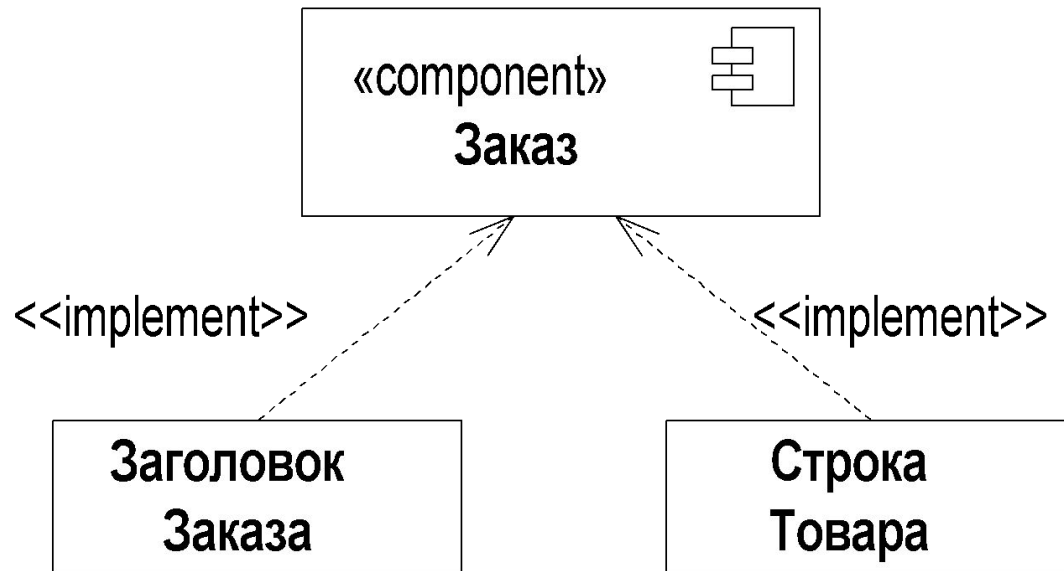 «component»
Заказ
<<implement>>
<<implement>>
Заголовок
Заказа
Строка
Товара